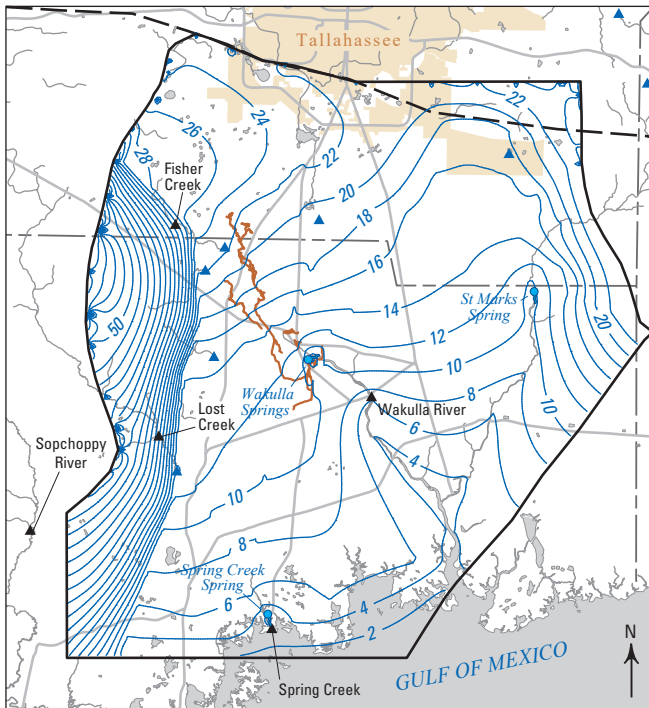 Tallahassee
22
24
26
22
28
Fisher
Creek
20
18
16
50
14
St Marks
Spring
20
12
10
Wakulla
Springs
8
10
Wakulla River
Lost
Creek
6
Sopchoppy
River
4
10
8
Spring Creek
Spring
6
4
2
N
GULF OF MEXICO
Spring Creek